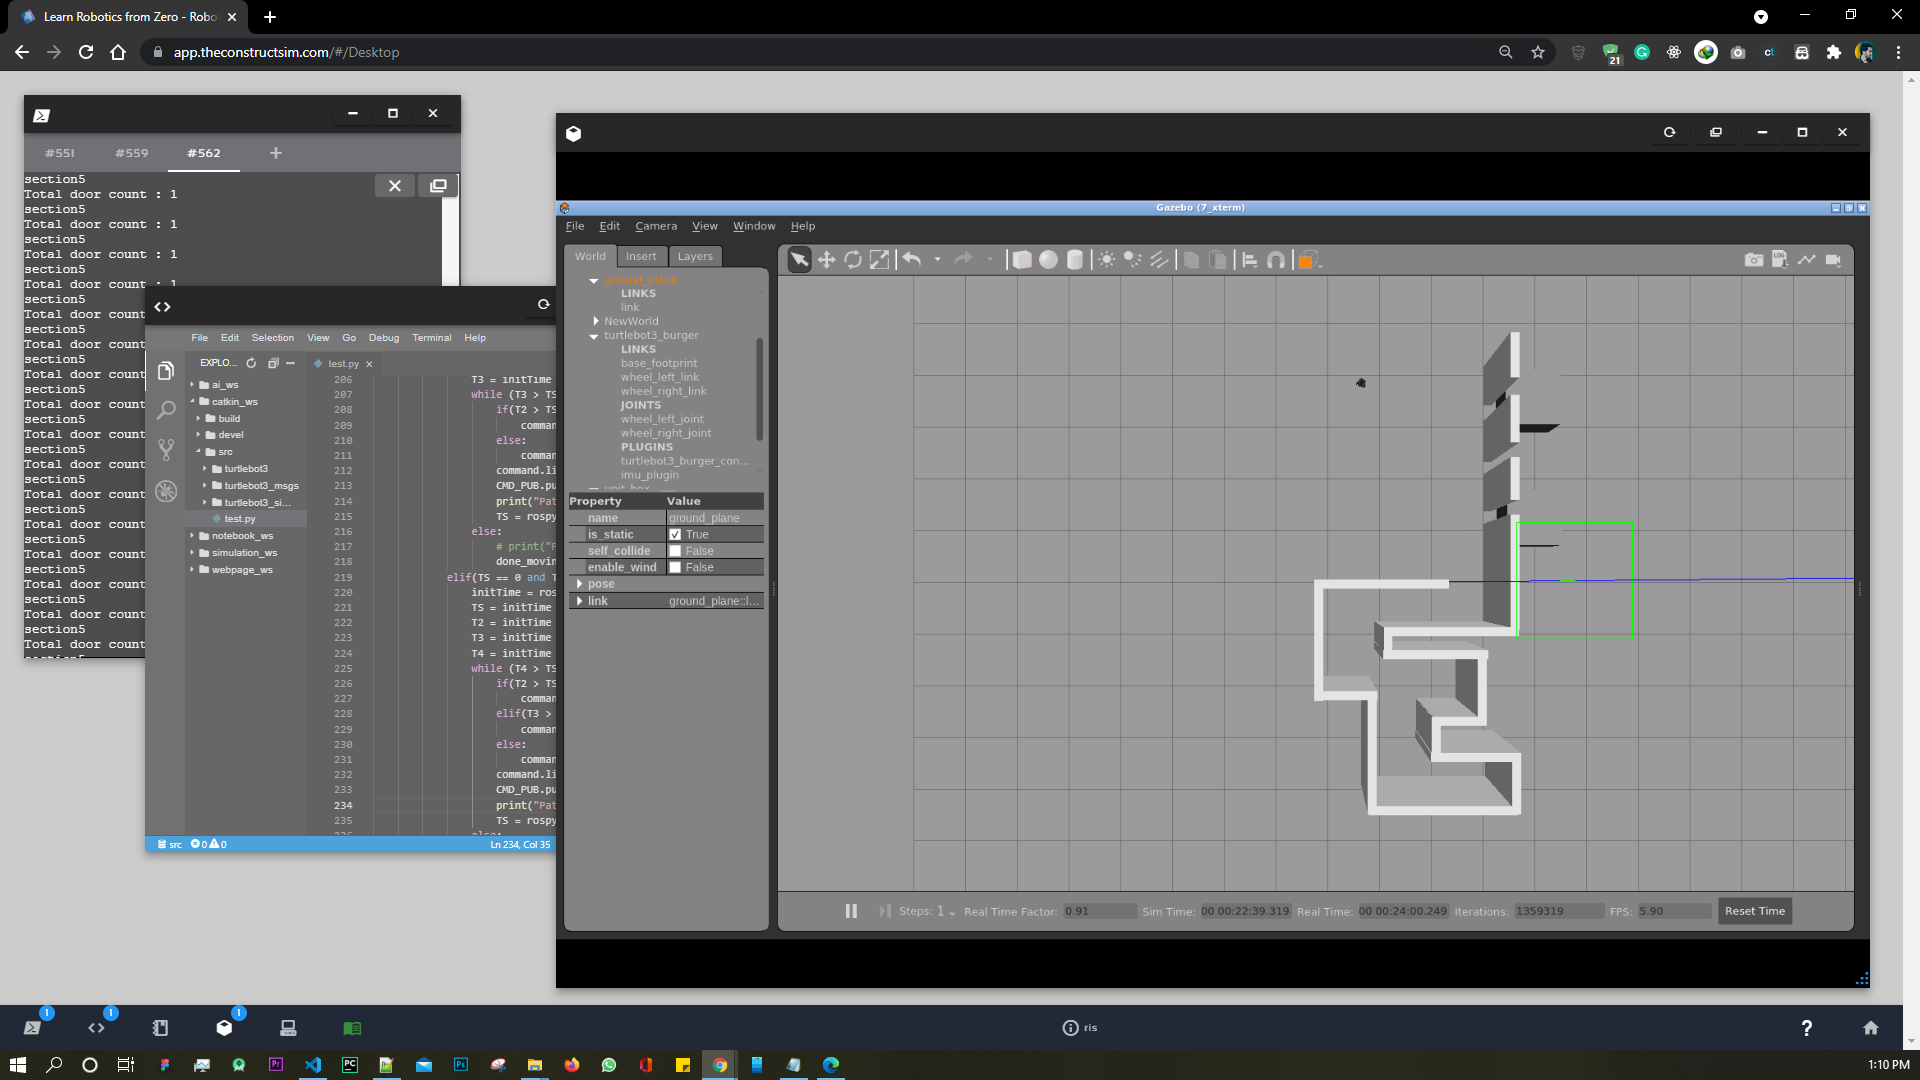 Learn Robotics from Zero - Robo
app.theconstructsim.com/#/Desktop
21
#551
#559
#562
section5
Total door count : 1
section5
Total door count : 1
section5
Total door count : 1
section5
Total door count : 1
section5
Total door count
section5
Total door count
section5
Total door count
section5
Total door count
section5
Total door count
section5
Total door count
section5
Total door count
section5
Total door count
section5
Total door count
section5
Total door count
section5
Total door count
section5
Total door count
File Edit Selection View Go Debug Terminal Help
EXPLO...
ai_ws
catkin_ws
build
devel
src
turtlebot3
turtlebot3_msgs
turtlebot3_si...
test.py
notebook_ws
simulation_ws
webpage_ws
test.py
206 T3 = initTime
207 while (T3 > TS
208 if(T2 > TS
209 comman
210 else:
211 comman
212 command.li
213 CMD_PUB.pu
214 print("Pat
215 TS = rospy
216 else:
217 # print("P
218 done_movin
219 elif(TS == 0 and T
220 initTime = ros
221 TS = initTime
222 T2 = initTime
223 T3 = initTime
224 T4 = initTime
225 while (T4 > TS
226 if(T2 > TS
227 comman
228 elif(T3 >
229 comman
230 else:
231 comman
232 command.li
233 CMD_PUB.pu
234 print("Pat
235 TS = rospy
236 else:
src 0 0
Ln 234, Col 35
Gazebo (7_xterm)
File Edit Camera View Window Help
World Insert Layers
ground_plane
LINKS
link
NewWorld
turtlebot3_burger
LINKS
base_footprint
wheel_left_link
wheel_right_link
JOINTS
wheel_left_joint
wheel_right_joint
PLUGINS
turtlebot3_burger_con...
imu_plugin
unit_box
Property Value
name ground_plane
is_static True
self_collide False
enable_wind False
pose
link ground_plane::l...
LOG
Steps: 1 Real Time Factor: 0.91 Sim Time: 00 00:22:39.319 Real Time: 00 00:24:00.249 Iterations: 1359319 FPS: 5.90 Reset Time
1
1
1
ris
?
1:10 PM